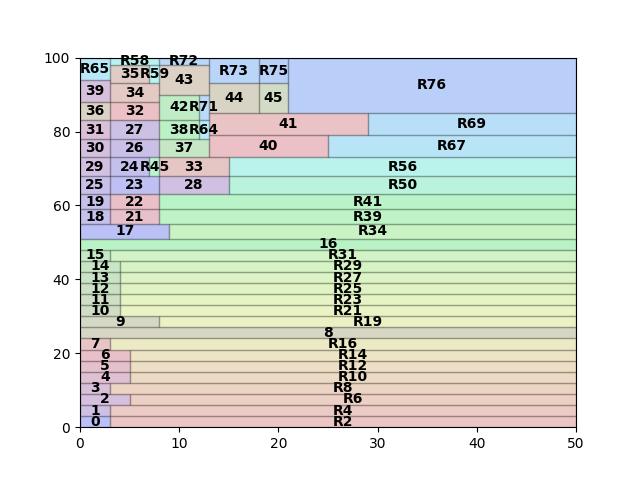 100
R65 R58 R72 R73 R75 R76
35 R59 43
39 34 44 45
36 32 42 R71
31 27 38 R64 41 R69
80
30 26 37 40 R67
29 24 R45 33 R56
25 23 28 R50
60
19 22 R41
18 21 R39
17 R34
16
15 R31
14 R29
40
13 R27
12 R25
11 R23
10 R21
9 R19
8
7 R16
20
6 R14
5 R12
4 R10
3 R8
2 R6
1 R4
0 R2
0
0 10 20 30 40 50